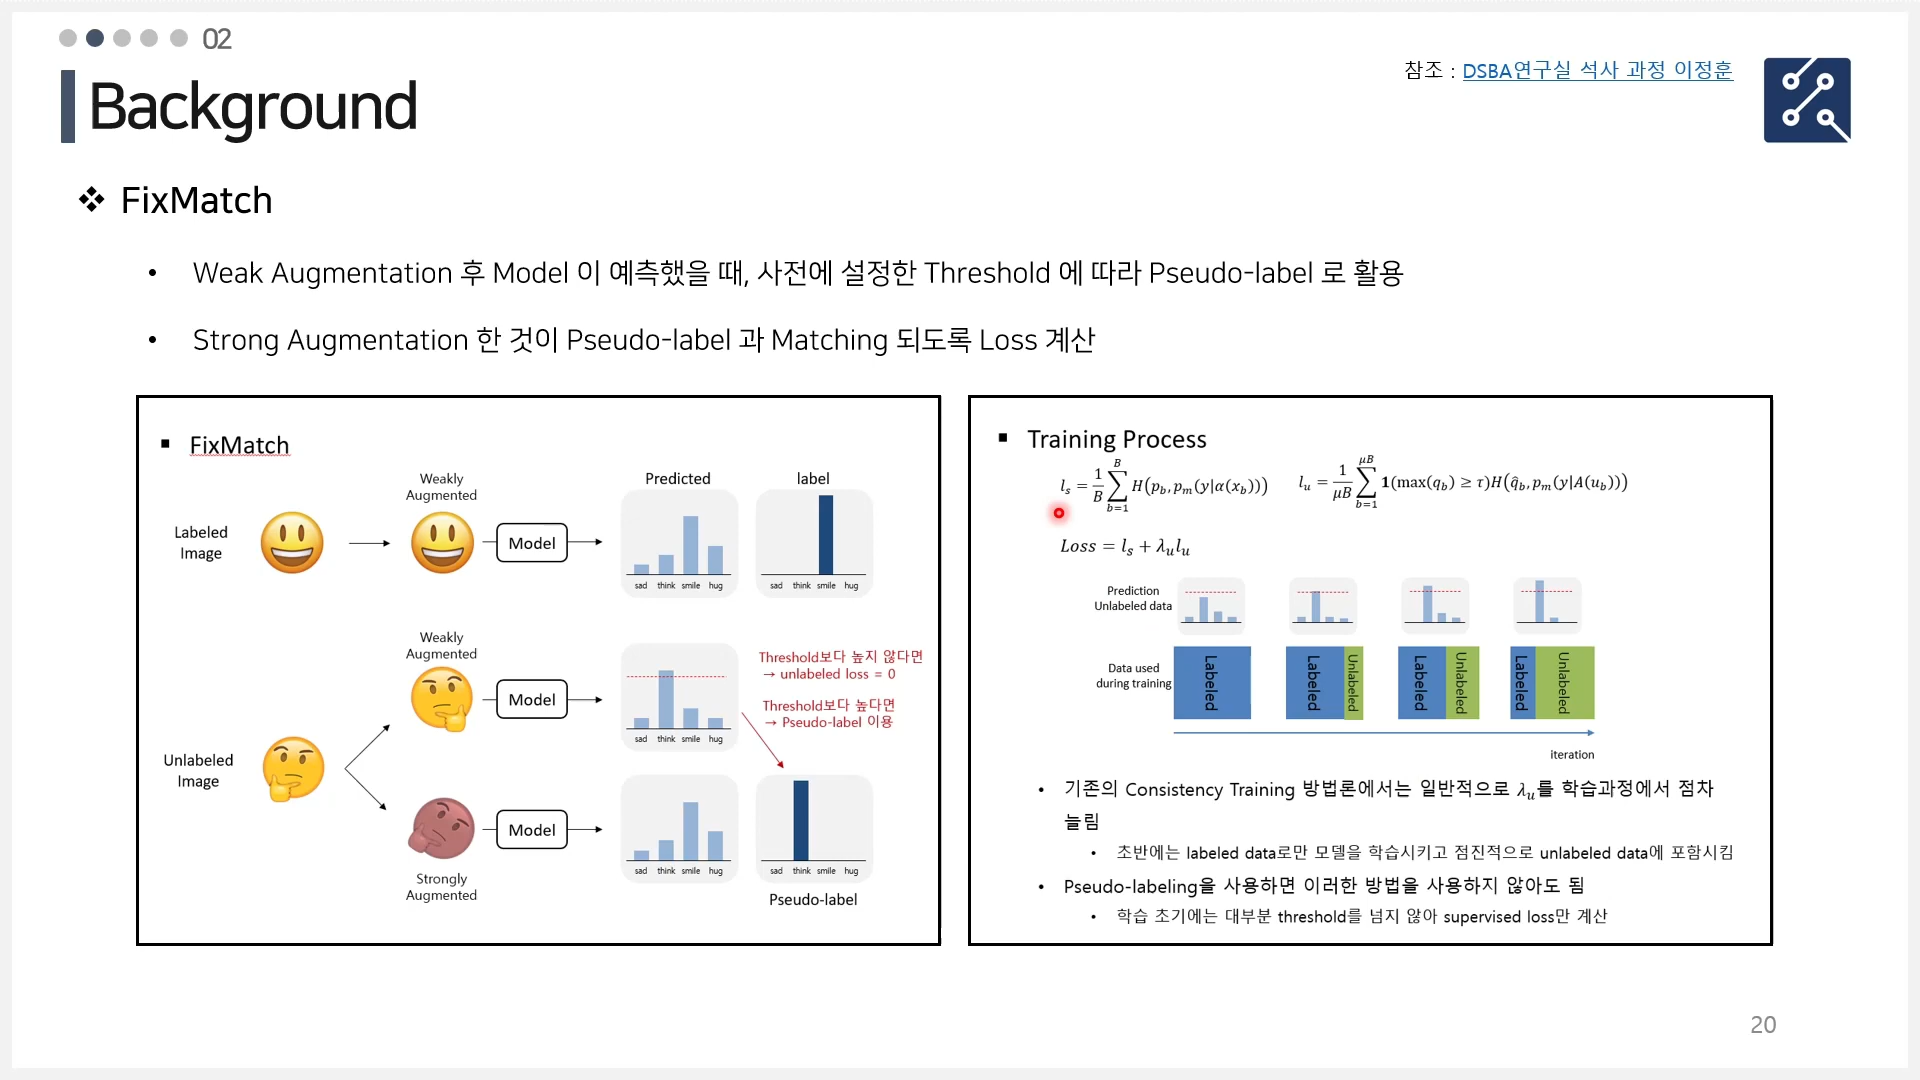 02
Background
참조 : DSBA연구실 석사 과정 이정훈
❖ FixMatch
• Weak Augmentation 후 Model 이 예측했을 때, 사전에 설정한 Threshold 에 따라 Pseudo-label 로 활용
• Strong Augmentation 한 것이 Pseudo-label 과 Matching 되도록 Loss 계산
▪ FixMatch
Weakly
Augmented
Predicted
label
Labeled
Image
Model
sad think smile hug
sad think smile hug
Weakly
Augmented
Model
sad think smile hug
Threshold보다 높지 않다면
→ unlabeled loss = 0
Threshold보다 높다면
→ Pseudo-label 이용
Unlabeled
Image
Model
Strongly
Augmented
sad think smile hug
sad think smile hug
Pseudo-label
▪ Training Process
l_s = \frac{1}{B} \sum_{b=1}^{B} H(p_b, p_m(y|α(x_b)))
l_u = \frac{1}{μB} \sum_{b=1}^{μB} 1(max(q_b) ≥ τ)H(\hat{q}_b, p_m(y|A(u_b)))
Loss = l_s + λ_u l_u
Prediction
Unlabeled data
Data used
during training
Labeled
Labeled
Unlabeled
Labeled
Unlabeled
Labeled
Unlabeled
iteration
• 기존의 Consistency Training 방법론에서는 일반적으로 λ_u를 학습과정에서 점차
늘림
• 초반에는 labeled data로만 모델을 학습시키고 점진적으로 unlabeled data에 포함시킴
• Pseudo-labeling을 사용하면 이러한 방법을 사용하지 않아도 됨
• 학습 초기에는 대부분 threshold를 넘지 않아 supervised loss만 계산
20